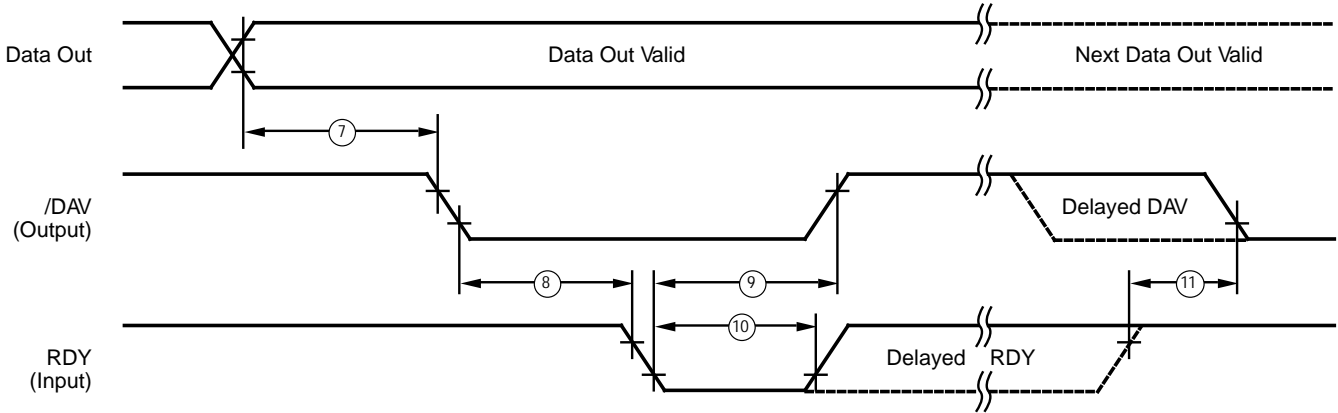 Data Out
Data Out Valid
Next Data Out Valid
7
/DAV
(Output)
Delayed DAV
8
9
11
10
RDY
(Input)
Delayed RDY